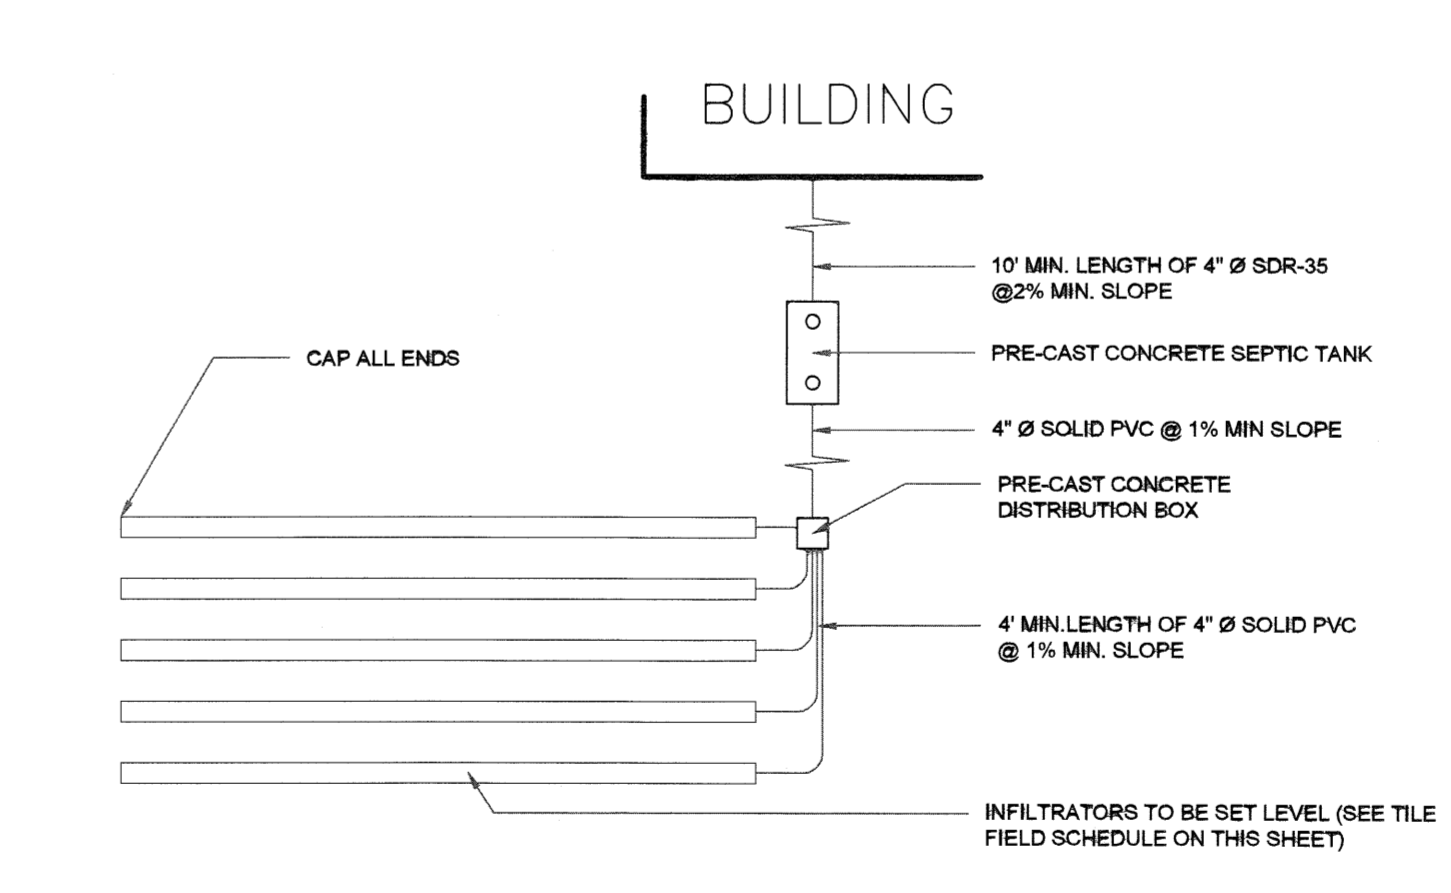 BUILDING
10' MIN. LENGTH OF 4" Ø SDR-35
@2% MIN. SLOPE
CAP ALL ENDS
PRE-CAST CONCRETE SEPTIC TANK
4" Ø SOLID PVC @ 1% MIN SLOPE
PRE-CAST CONCRETE
DISTRIBUTION BOX
4' MIN.LENGTH OF 4" Ø SOLID PVC
@ 1% MIN. SLOPE
INFILTRATORS TO BE SET LEVEL (SEE TILE
FIELD SCHEDULE ON THIS SHEET)